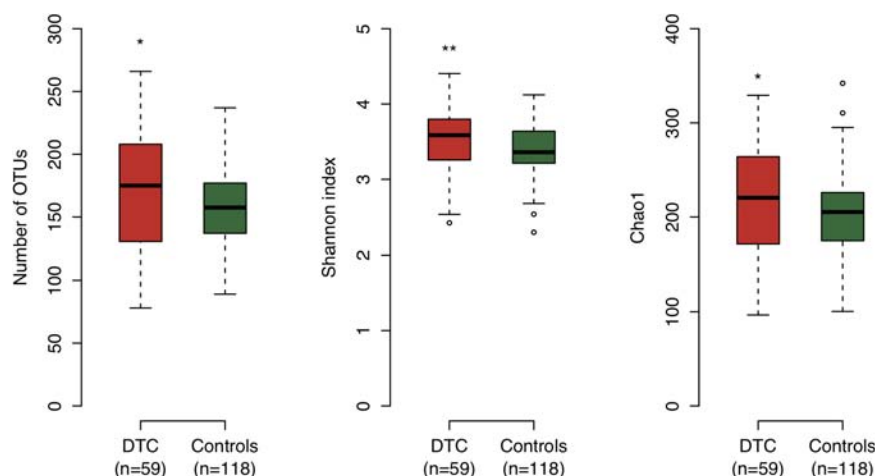 Number of OTUs
0
50
100
150
200
250
300
*
DTC
(n=59)
Controls
(n=118)
Shannon index
0
1
2
3
4
5
**
DTC
(n=59)
Controls
(n=118)
Chao1
0
100
200
300
400
*
DTC
(n=59)
Controls
(n=118)